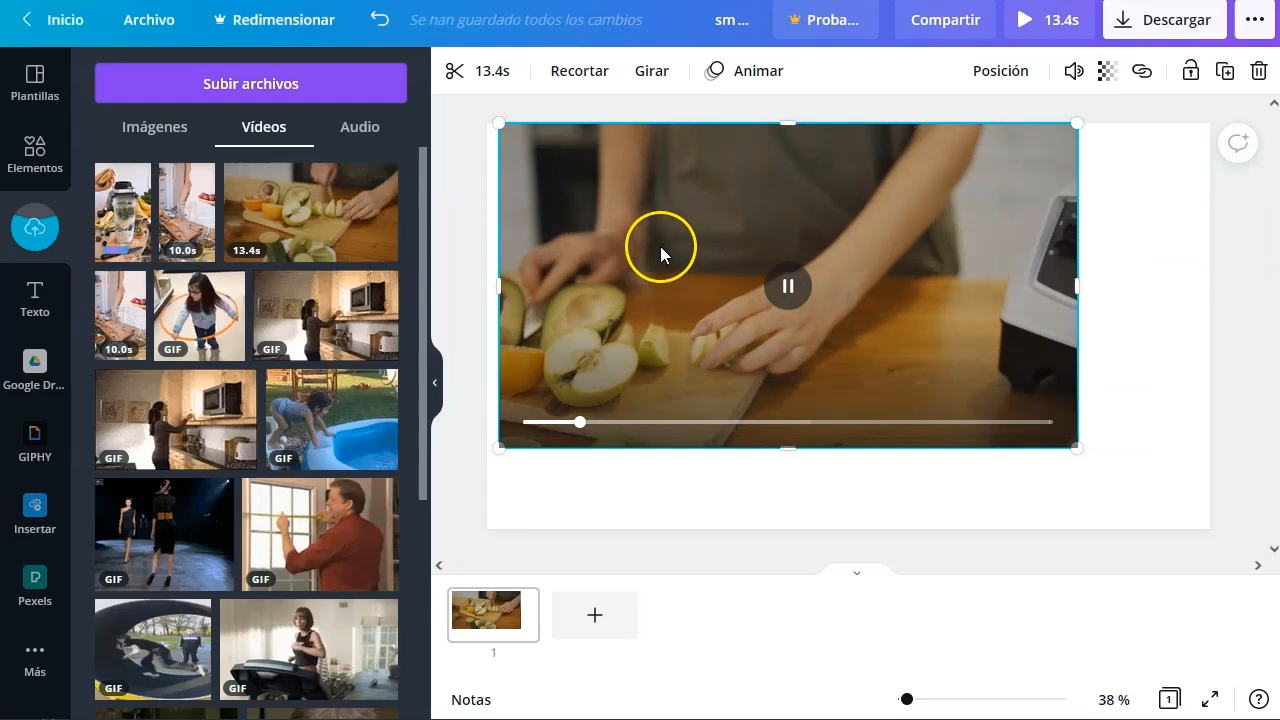 Inicio Archivo Redimensionar Se han guardado todos los cambios sm ... Proba... Compartir 13.4s Descargar
Plantillas
Elementos
Texto
Google Dr...
GIPHY
Insertar
Pexels
Más
Subir archivos
Imágenes Vídeos Audio
10.0s 13.4s
10.0s GIF GIF
GIF GIF
GIF GIF
GIF GIF
13.4s Recortar Girar Animar Posición
1
Notas 38 % 1 ?